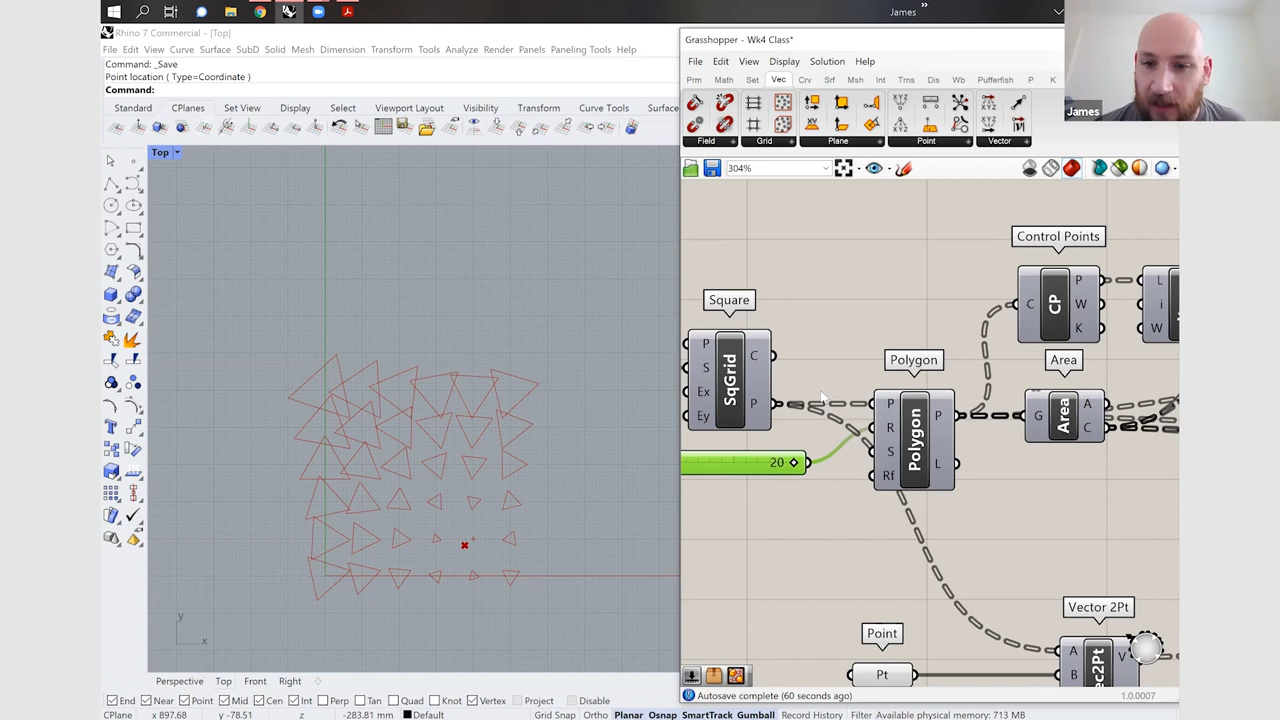 James
Rhino 7 Commercial - [Top]
File Edit View Curve Surface SubD Solid Mesh Dimension Transform Tools Analyze Render Panels Paneling Tools Help
Command: _Save
Point location ( Type=Coordinate )
Command:
Standard CPlanes Set View Display Select Viewport Layout Visibility Transform Curve Tools Surface
Top
y
x
Perspective Top Front Right
End Near Point Mid Cen Int Perp Tan Quad Knot Vertex Project Disable
CPlane x 897.68 y -78.51 z -283.81 mm Default Grid Snap Ortho Planar Osnap SmartTrack Gumball Record History Filter Available physical memory: 713 MB
Grasshopper - Wk4 Class*
File Edit View Display Solution Help
Prm Math Set Vec Crv Srf Msh Int Trns Dis Wb Pufferfish P K
Field Grid Plane Point Vector
304%
Control Points
CP
C
P
W
K
L
i
W
Square
SqGrid
P
S
Ex
Ey
C
P
20
Polygon
Polygon
P
R
S
Rf
P
L
Area
Area
G
A
C
Point
Pt
Vector 2Pt
A
B
V
Autosave complete (60 seconds ago)
1.0.0007
James